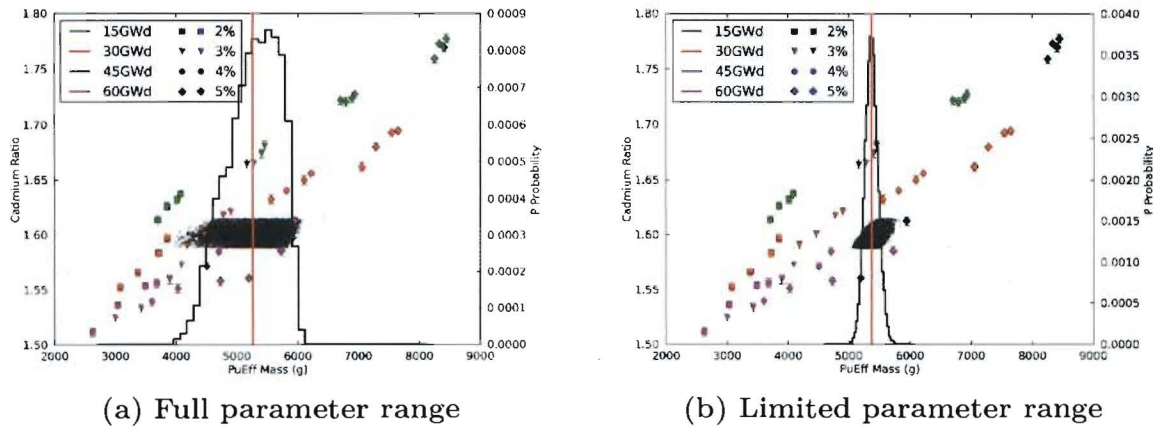 1.80
1.75
1.70
1.65
1.60
1.55
1.50
Cadmium Ratio
15GWd 2%
30GWd 3%
45GWd 4%
60GWd 5%
0.0009
0.0008
0.0007
0.0006
0.0005
0.0004
0.0003
0.0002
0.0001
0.0000
P Probability
2000 3000 4000 5000 6000 7000 8000 9000
PuEff Mass (g)
(a) Full parameter range
1.80
1.75
1.70
1.65
1.60
1.55
1.50
Cadmium Ratio
15GWd 2%
30GWd 3%
45GWd 4%
60GWd 5%
0.0040
0.0035
0.0030
0.0025
0.0020
0.0015
0.0010
0.0005
0.0000
P Probability
2000 3000 4000 5000 6000 7000 8000 9000
PuEff Mass (g)
(b) Limited parameter range